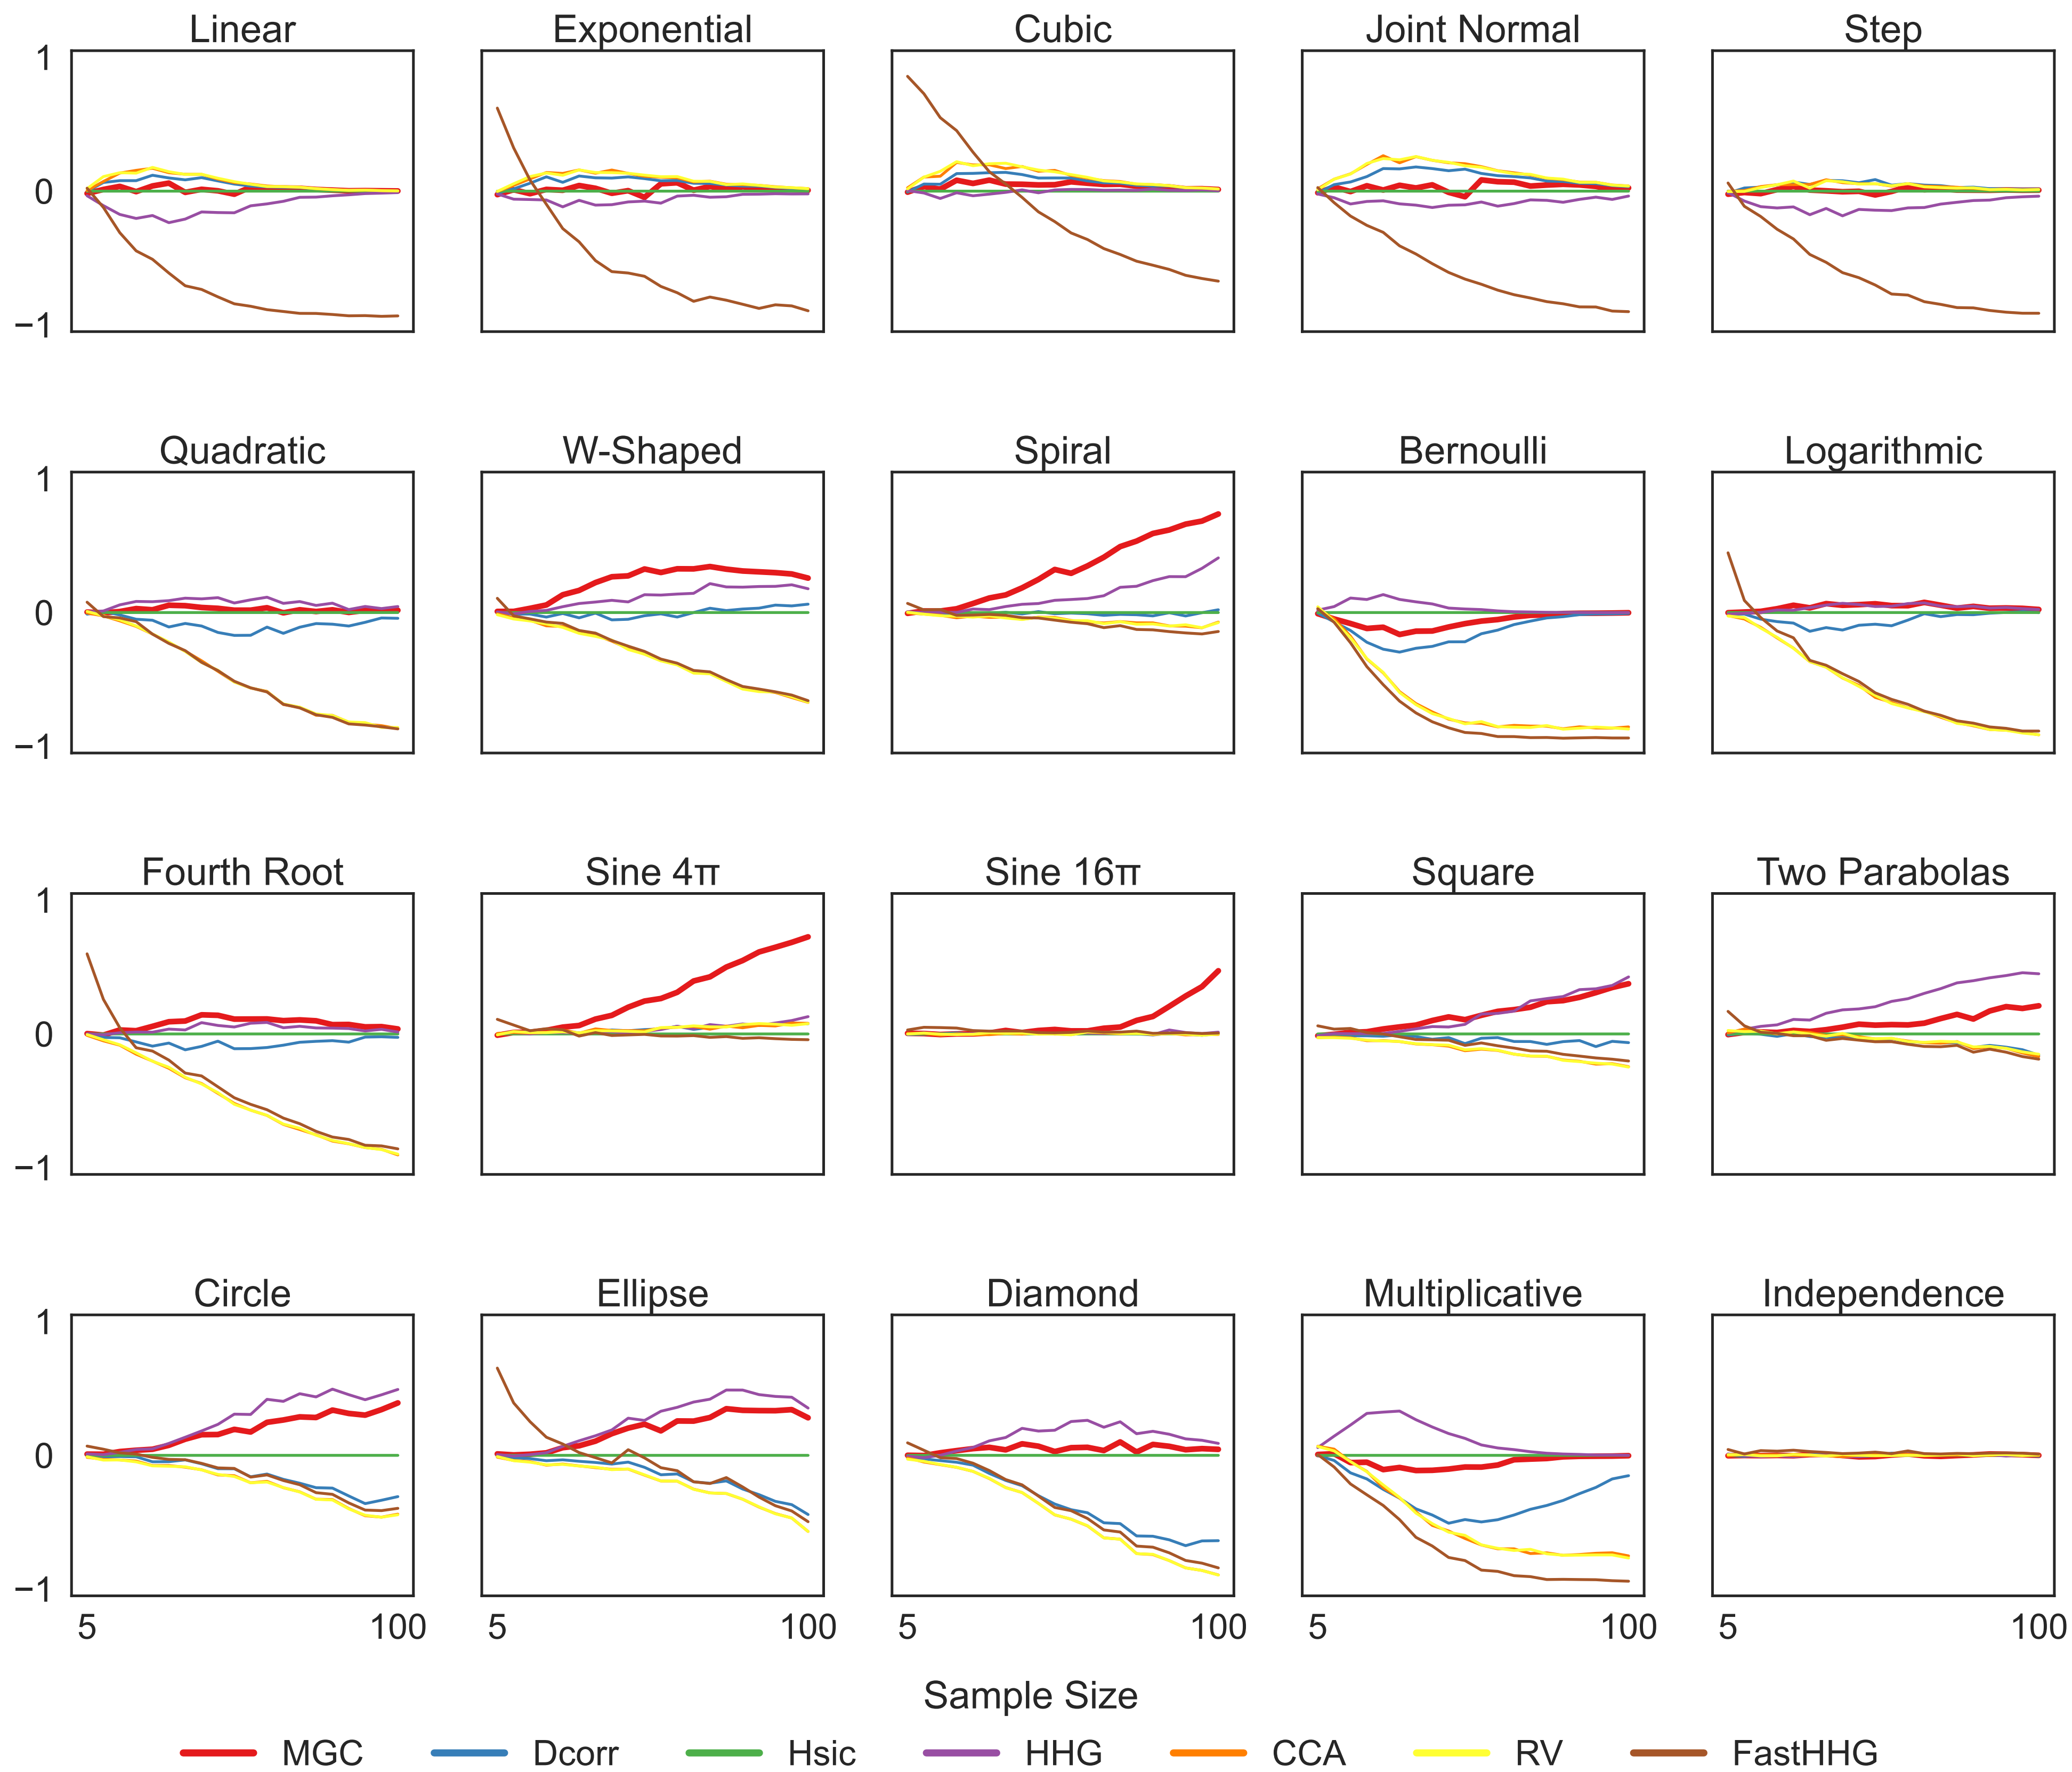 Linear Exponential Cubic Joint Normal Step
1
0
−1
Quadratic W-Shaped Spiral Bernoulli Logarithmic
1
0
−1
Fourth Root Sine 4π Sine 16π Square Two Parabolas
1
0
−1
Circle Ellipse Diamond Multiplicative Independence
1
0
−1
5 100 5 100 5 100 5 100 5 100
Sample Size
MGC Dcorr Hsic HHG CCA RV FastHHG